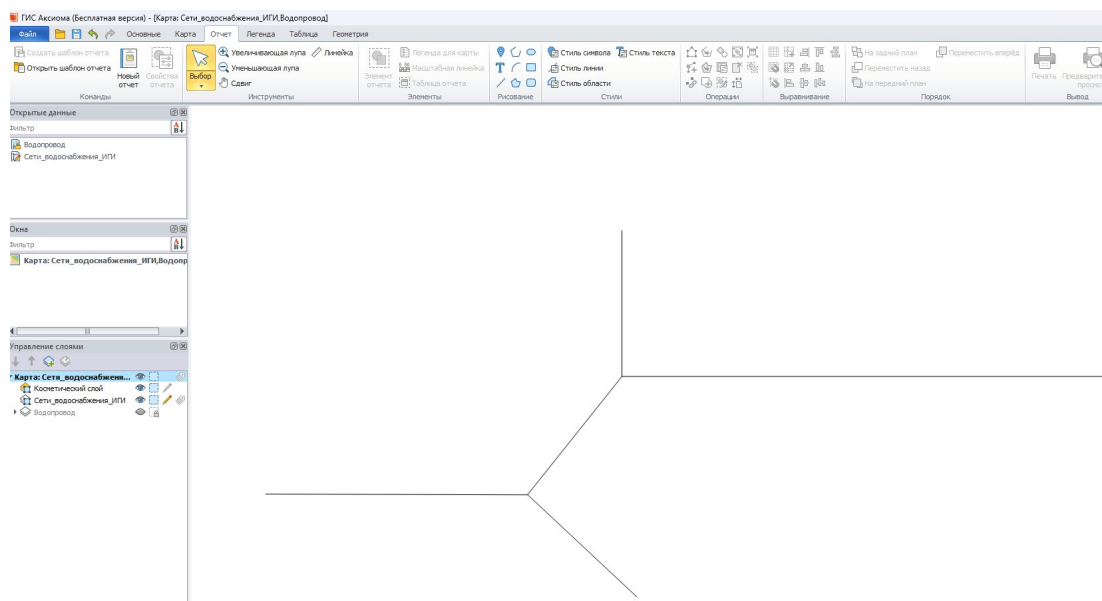 ГИС Аксиома (Бесплатная версия) - [Карта: Сети_водоснабжения_ИГИ,Водопровод]
Файл Основные Карта Отчет Легенда Таблица Геометрия
Создать шаблон отчета
Открыть шаблон отчета
Новый отчет
Свойства отчета
Команды
Выбор
Увеличивающая лупа Линейка
Уменьшающая лупа
Сдвиг
Инструменты
Элемент отчета
Легенда для карты
Масштабная линейка
Таблица отчета
Элементы
Рисование
Стиль символа Стиль текста
Стиль линии
Стиль области
Стили
Операции
Выравнивание
На задний план Переместить вперёд
Переместить назад
На передний план
Порядок
Печать
Вывод
Открытые данные
Фильтр
Водопровод
Сети_водоснабжения_ИГИ
Окна
Фильтр
Карта: Сети_водоснабжения_ИГИ,Водопр
Управление слоями
Карта: Сети_водоснабжени...
Косметический слой
Сети_водоснабжения_ИГИ
Водопровод